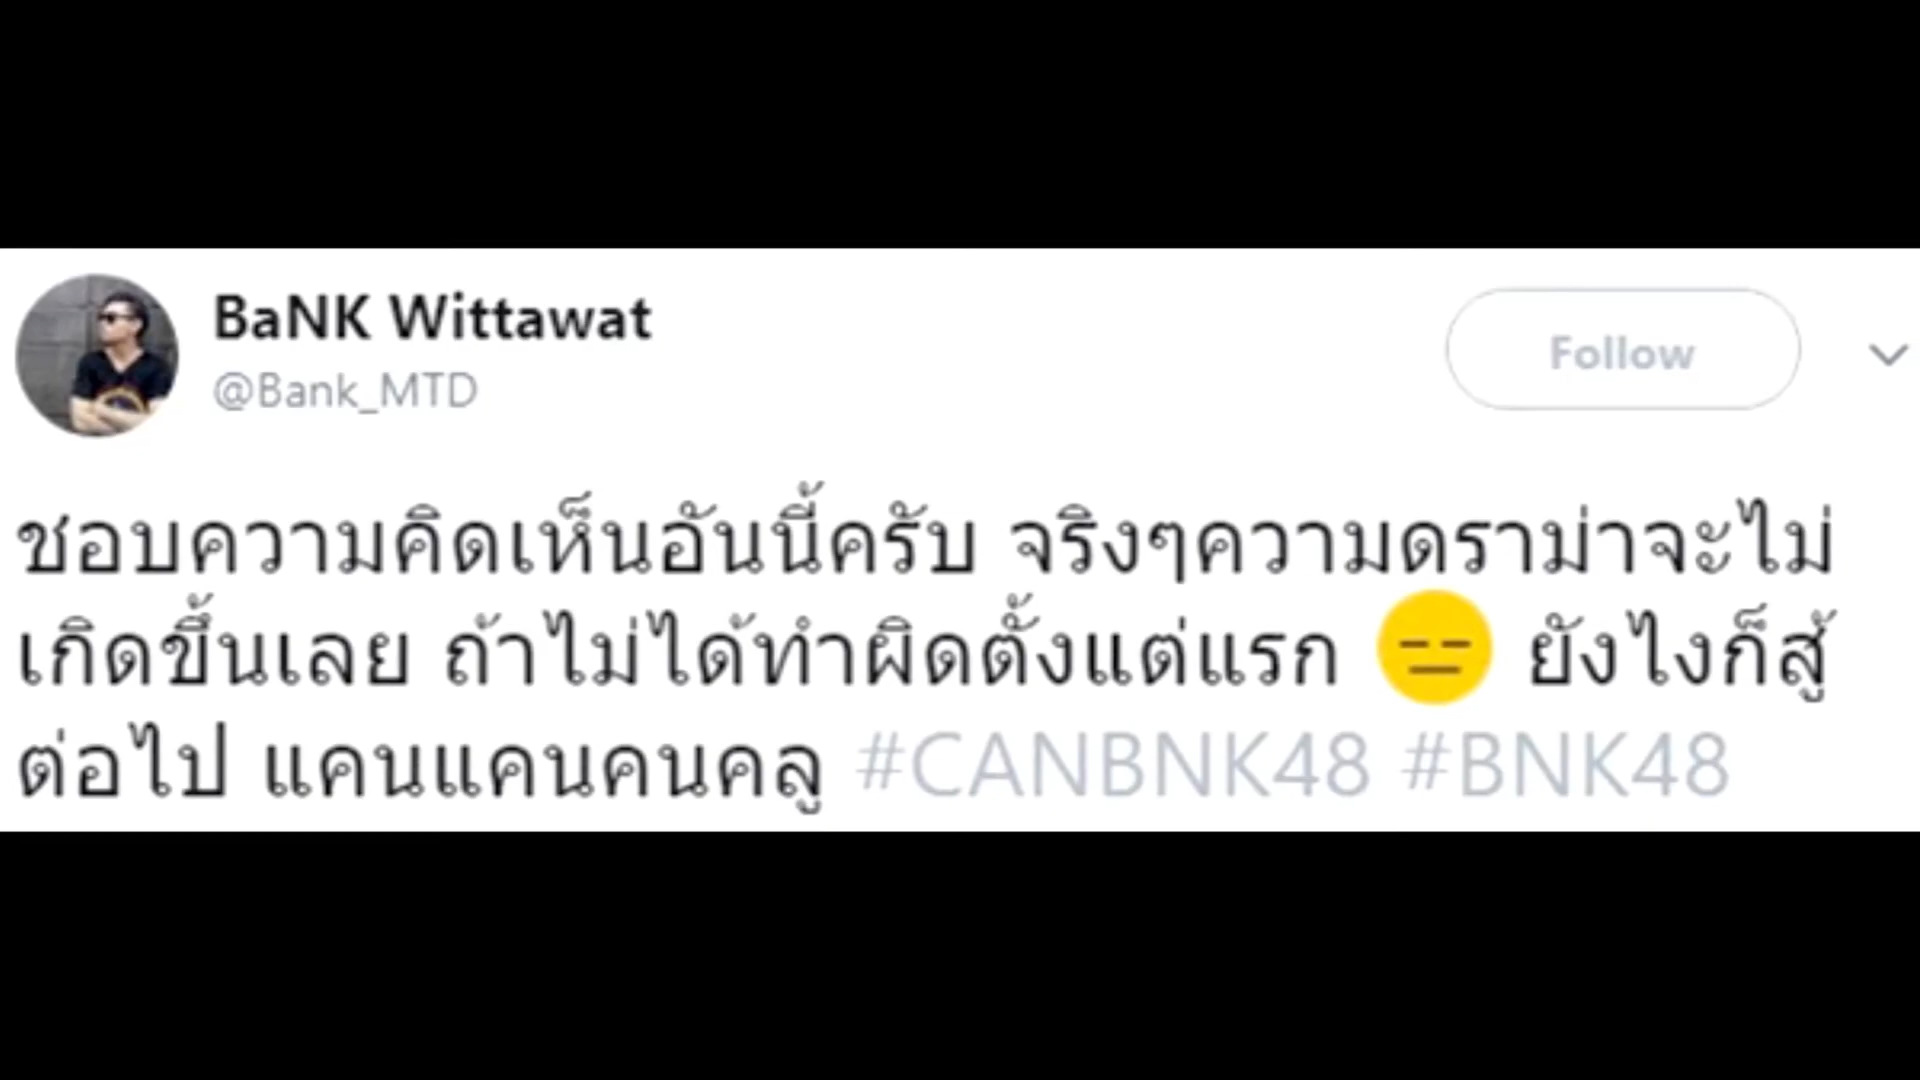 BaNK Wittawat
@Bank_MTD
Follow
ชอบความคิดเห็นอันนี้ครับ จริงๆความดราม่าจะไม่
เกิดขึ้นเลย ถ้าไม่ได้ทำผิดตั้งแต่แรก 😑 ยังไงก็สู้
ต่อไป แคนแคนคนคลู #CANBNK48 #BNK48